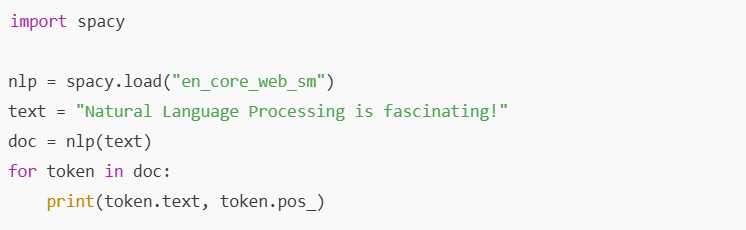 import spacy

nlp = spacy.load("en_core_web_sm")
text = "Natural Language Processing is fascinating!"
doc = nlp(text)
for token in doc:
    print(token.text, token.pos_)